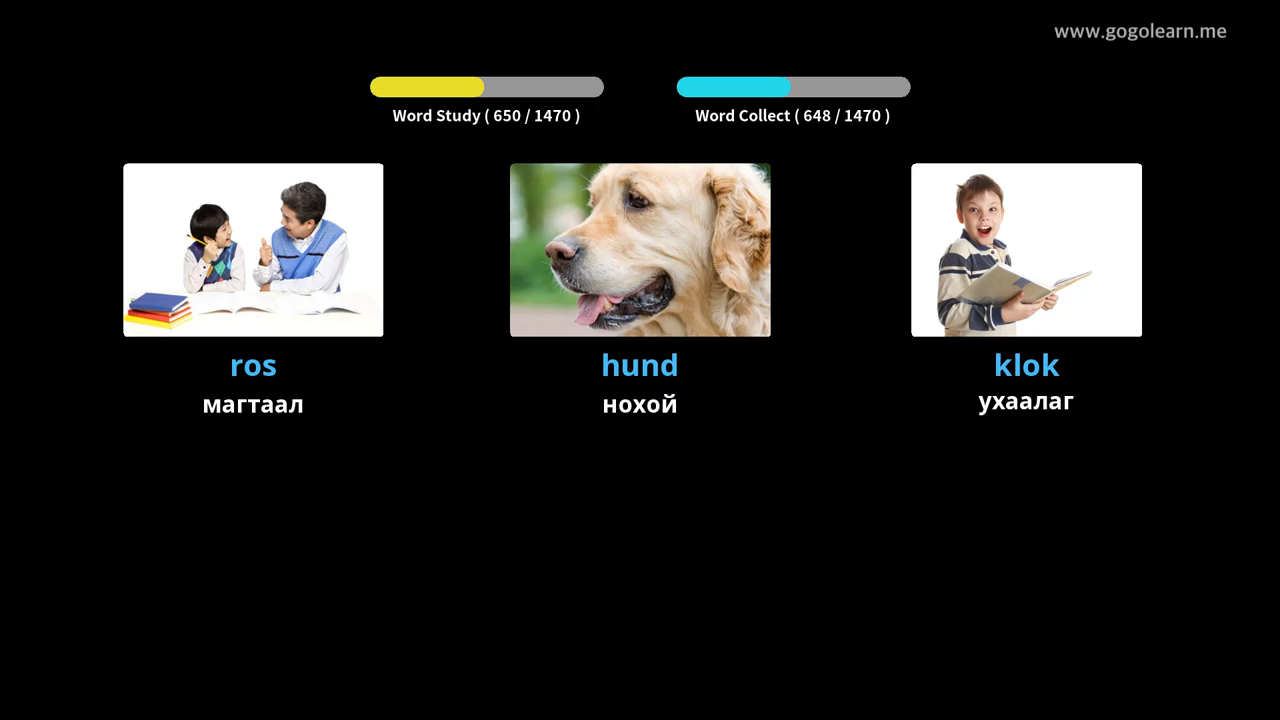 www.gogolearn.me
Word Study ( 650 / 1470 )
Word Collect ( 648 / 1470 )
ros
магтаал
hund
нохой
klok
ухаалаг